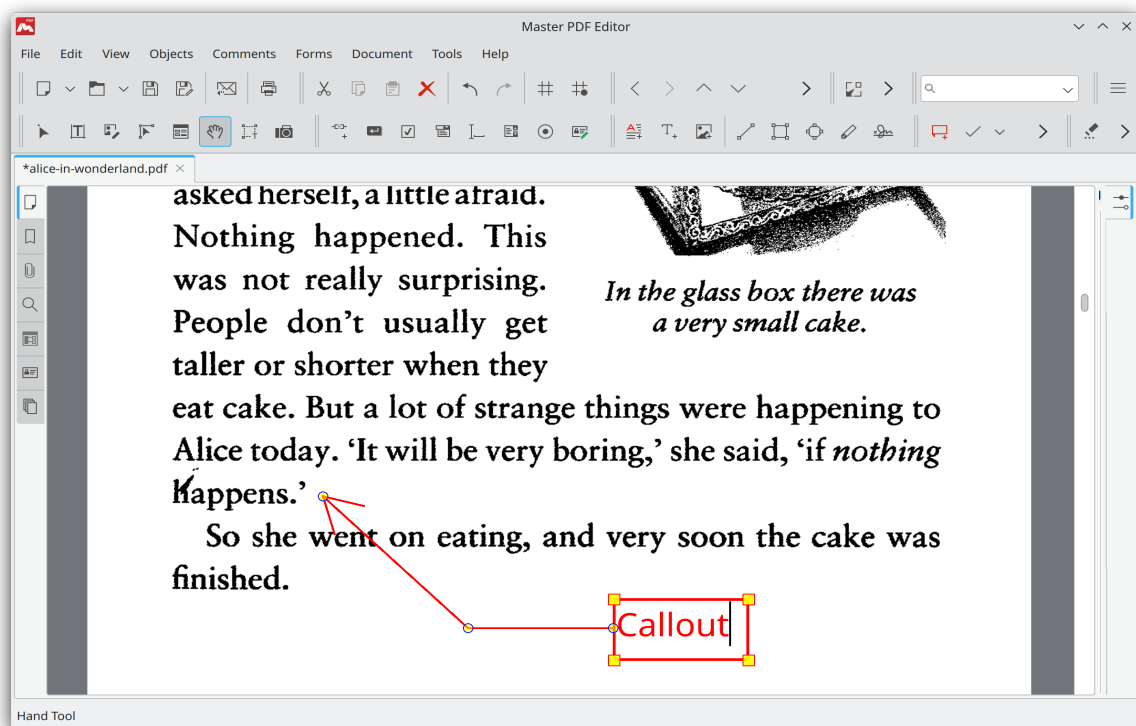 Master PDF Editor
File Edit View Objects Comments Forms Document Tools Help
*alice-in-wonderland.pdf
asked herself, a little afraid.
Nothing happened. This
was not really surprising.
People don't usually get
taller or shorter when they
In the glass box there was
a very small cake.
eat cake. But a lot of strange things were happening to
Alice today. ‘It will be very boring,’ she said, ‘if nothing
happens.’
So she went on eating, and very soon the cake was
finished.
Callout
Hand Tool